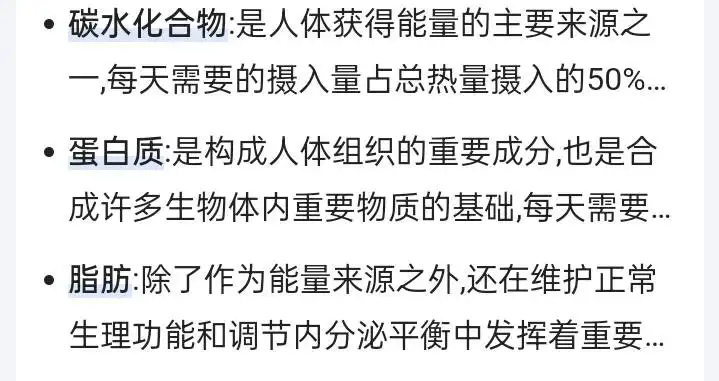 • 碳水化合物:是人体获得能量的主要来源之
一,每天需要的摄入量占总热量摄入的50%...
• 蛋白质:是构成人体组织的重要成分,也是合
成许多生物体内重要物质的基础,每天需要...
• 脂肪:除了作为能量来源之外,还在维护正常
生理功能和调节内分泌平衡中发挥着重要...